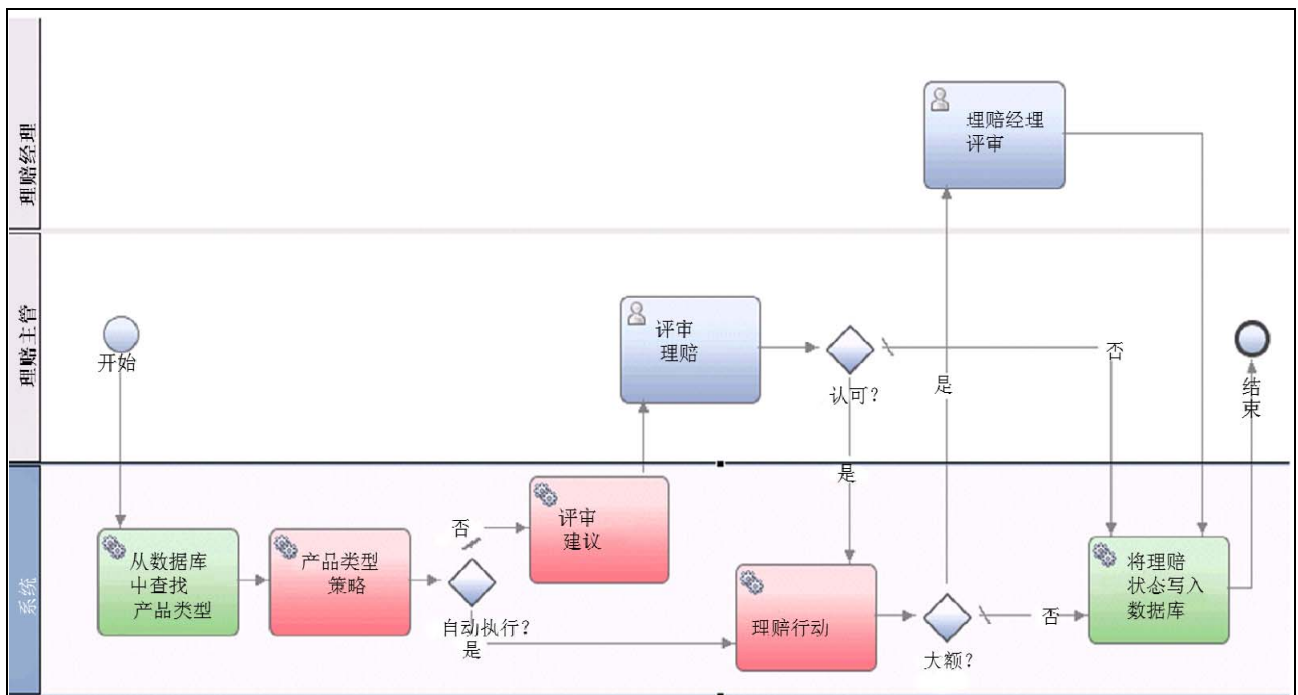 理赔经理
理赔经理
评审
理赔主管
开始
评审
理赔
认可?
否
是
是
结束
系统
从数据库
中查找
产品类型
产品类型
策略
否
自动执行?
是
评审
建议
理赔行动
大额?
否
将理赔
状态写入
数据库